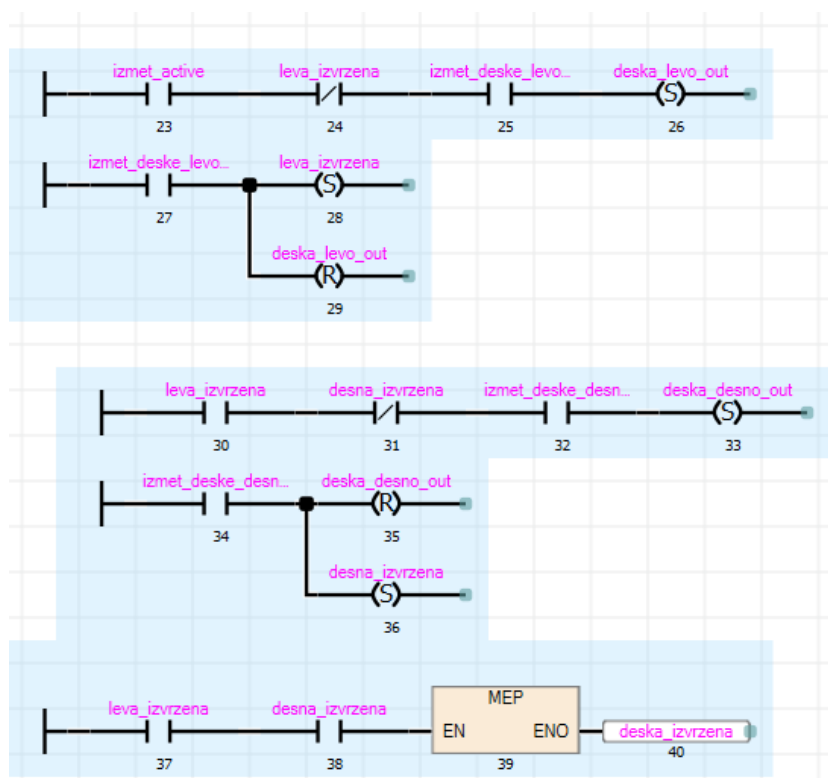 izmet_active leva_izvrzena izmet_deske_levo... deska_levo_out
S
23 24 25 26
izmet_deske_levo... leva_izvrzena
S
27 28
deska_levo_out
R
29
leva_izvrzena desna_izvrzena izmet_deske_desn... deska_desno_out
S
30 31 32 33
izmet_deske_desn... deska_desno_out
R
34 35
desna_izvrzena
S
36
MEP
leva_izvrzena desna_izvrzena
EN ENO deska_izvrzena
37 38 39 40